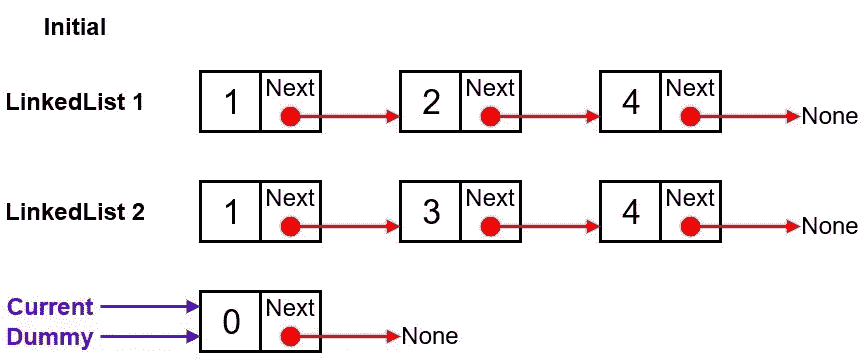 Initial
LinkedList 1 1 Next 2 Next 4 Next None
LinkedList 2 1 Next 3 Next 4 Next None
Current
Dummy 0 Next None